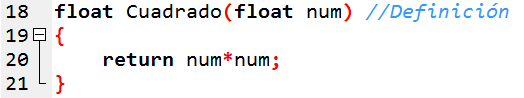 18 float Cuadrado(float num) //Definición
19 {
20 return num*num;
21 }